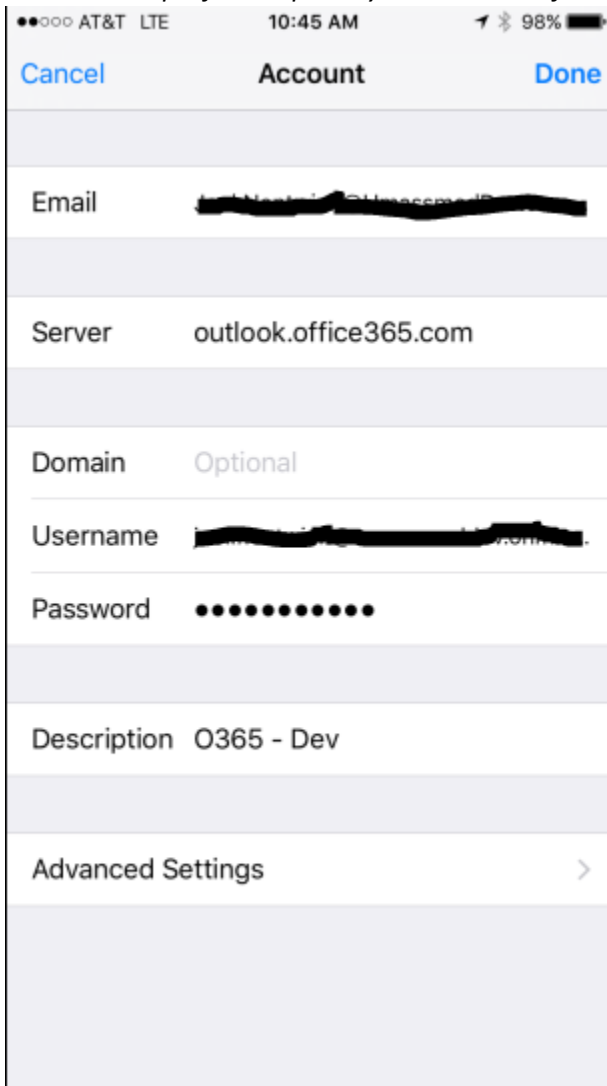 AT&T LTE 10:45 AM 98%
Cancel Account Done
Email
Server outlook.office365.com
Domain Optional
Username
Password ●●●●●●●●●●●
Description O365 - Dev
Advanced Settings